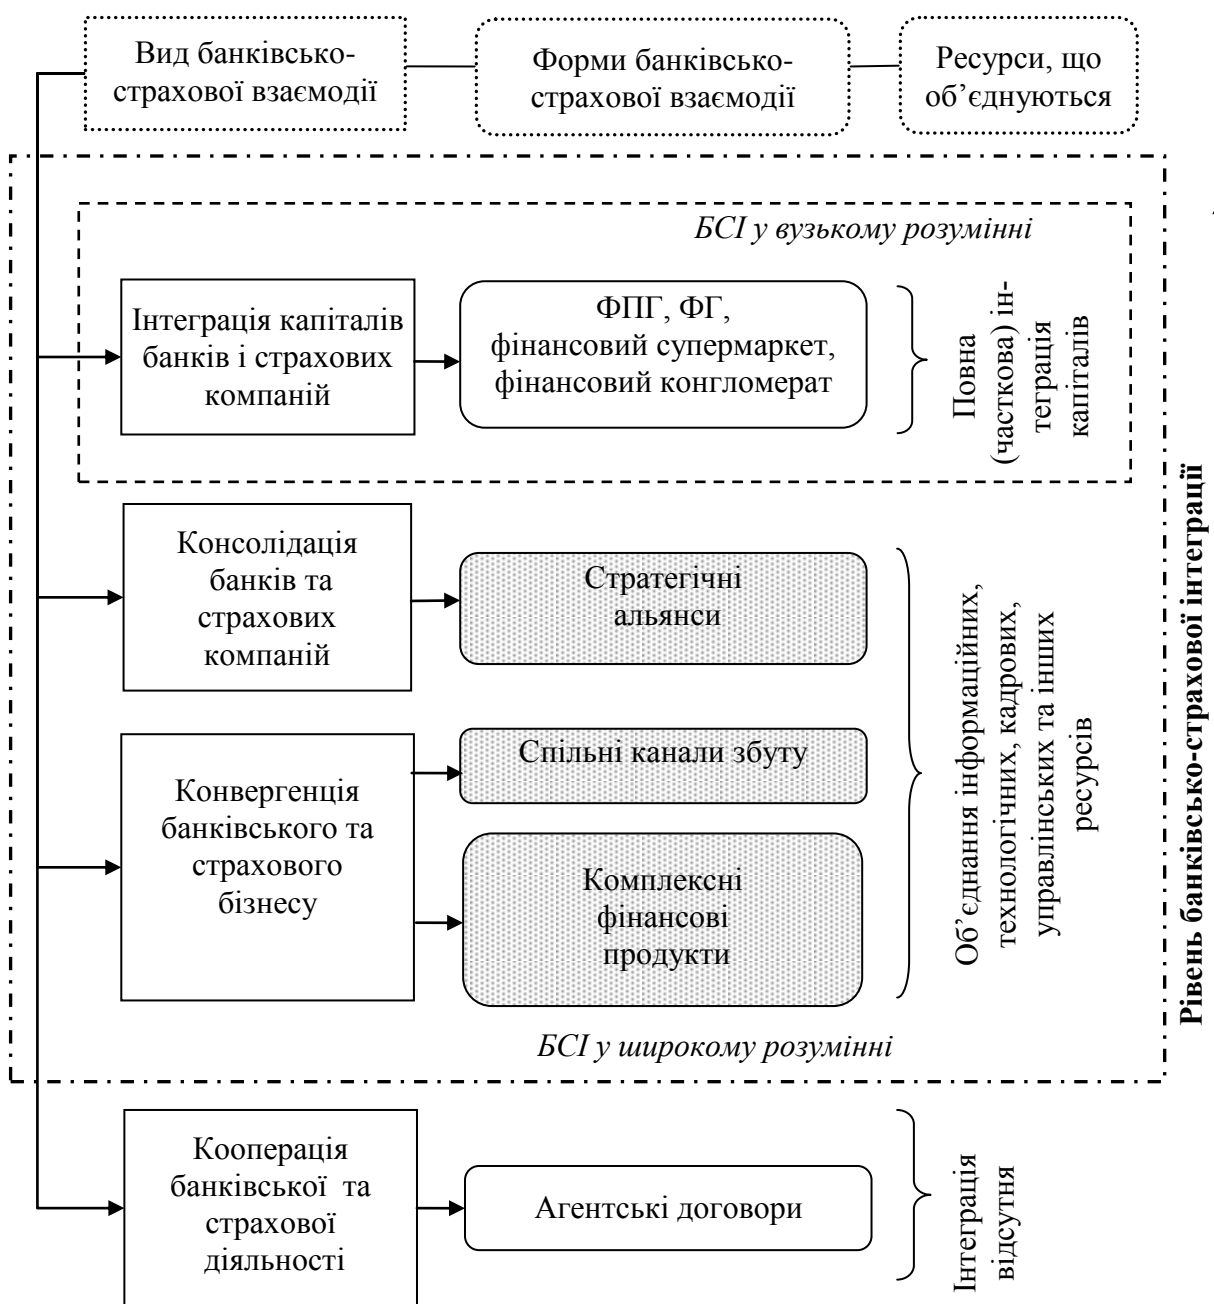 Вид банківсько-
страхової взаємодії
Форми банківсько-
страхової взаємодії
Ресурси, що
об’єднуються
БСІ у вузькому розумінні
Інтеграція капіталів
банків і страхових
компаній
ФПГ, ФГ,
фінансовий супермаркет,
фінансовий конгломерат
Повна
(часткова) ін-
теграція
капіталів
Консолідація
банків та
страхових
компаній
Стратегічні
альянси
Конвергенція
банківського та
страхового
бізнесу
Спільні канали збуту
Комплексні
фінансові
продукти
Об’єднання інформаційних,
технологічних, кадрових,
управлінських та інших
ресурсів
БСІ у широкому розумінні
Рівень банківсько-страхової інтеграції
Кооперація
банківської та
страхової
діяльності
Агентські договори
Інтеграція
відсутня